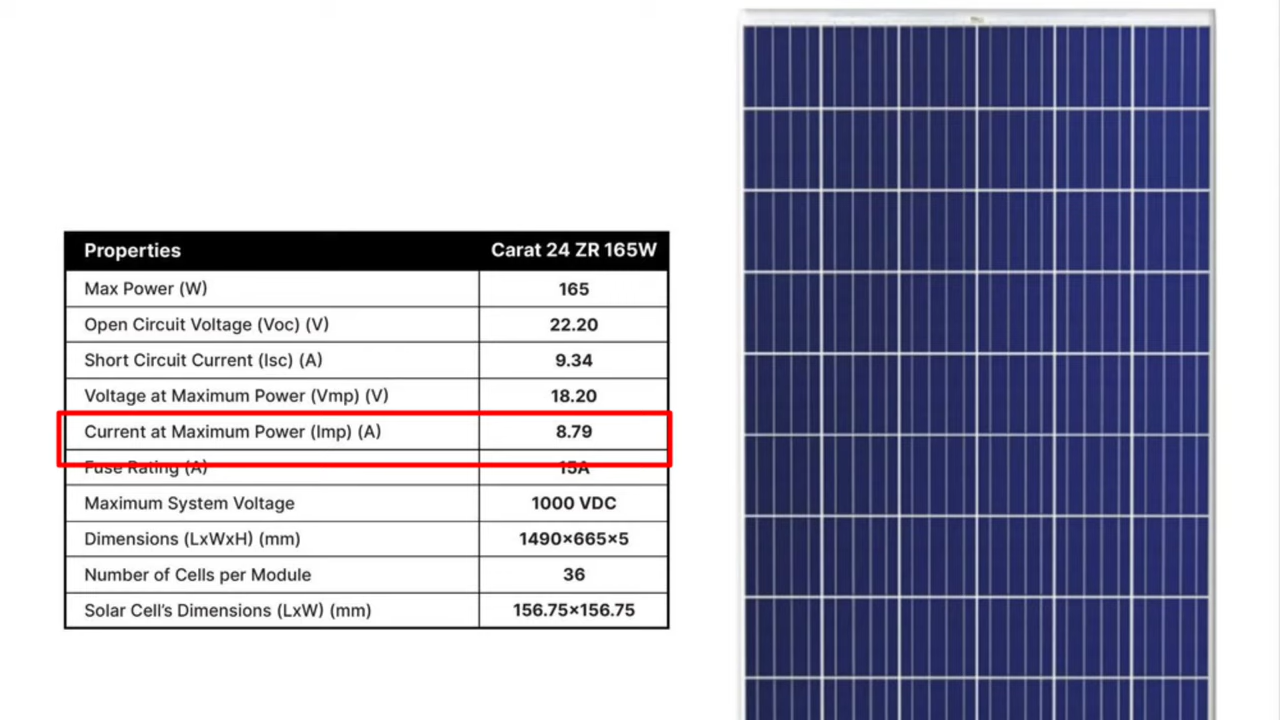 Properties Carat 24 ZR 165W
Max Power (W) 165
Open Circuit Voltage (Voc) (V) 22.20
Short Circuit Current (Isc) (A) 9.34
Voltage at Maximum Power (Vmp) (V) 18.20
Current at Maximum Power (Imp) (A) 8.79
Fuse Rating (A) 15A
Maximum System Voltage 1000 VDC
Dimensions (LxWxH) (mm) 1490×665×5
Number of Cells per Module 36
Solar Cell's Dimensions (LxW) (mm) 156.75×156.75